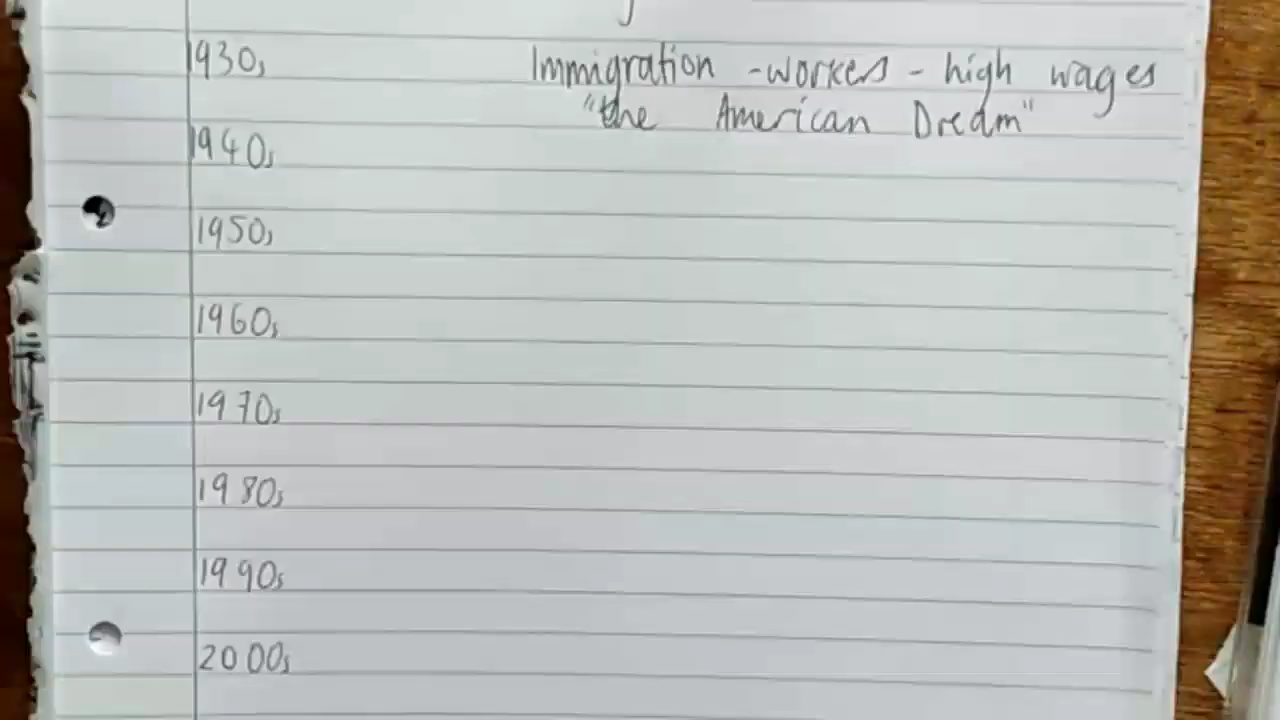 1930s
Immigration - workers - high wages
"the American Dream"
1940s
1950s
1960s
1970s
1980s
1990s
2000s